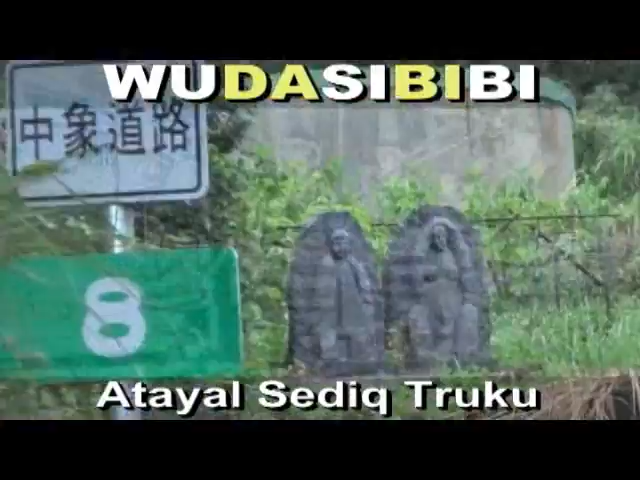 WUDASIBIBI
中象道路
8
Atayal Sediq Truku